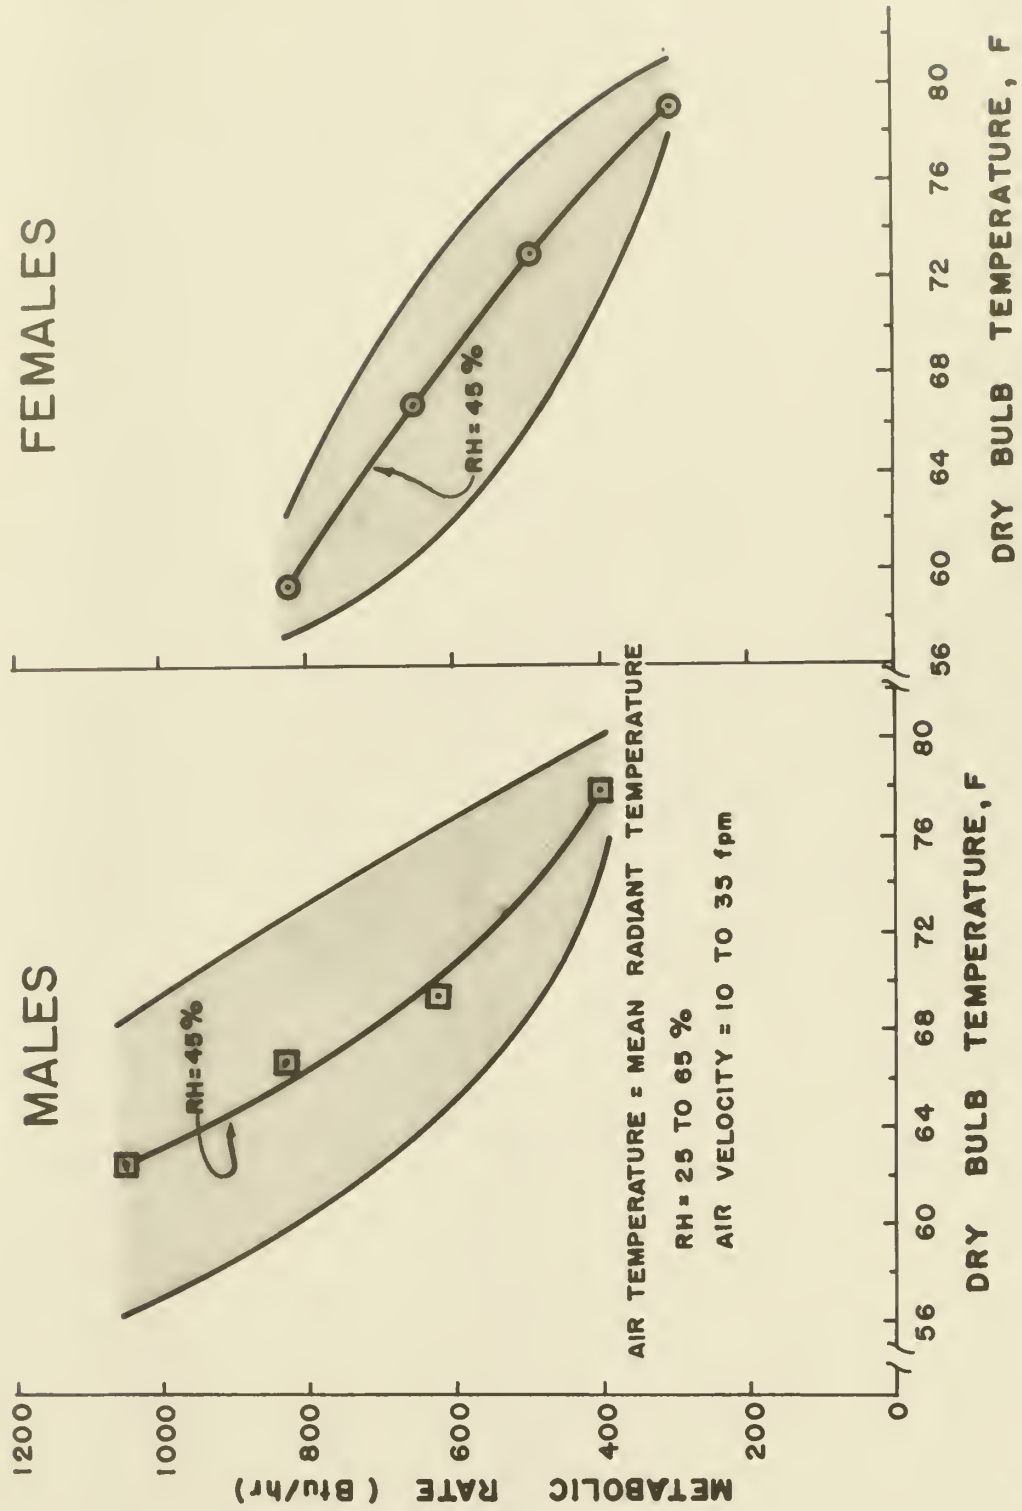 MALES
FEMALES
1200
1000
800
600
400
200
0
METABOLIC RATE (Btu/hr)
RH=45%
RH=45%
AIR TEMPERATURE = MEAN RADIANT TEMPERATURE
RH = 25 TO 65 %
AIR VELOCITY = 10 TO 35 fpm
56 60 64 68 72 76 80
DRY BULB TEMPERATURE, F
56 60 64 68 72 76 80
DRY BULB TEMPERATURE, F